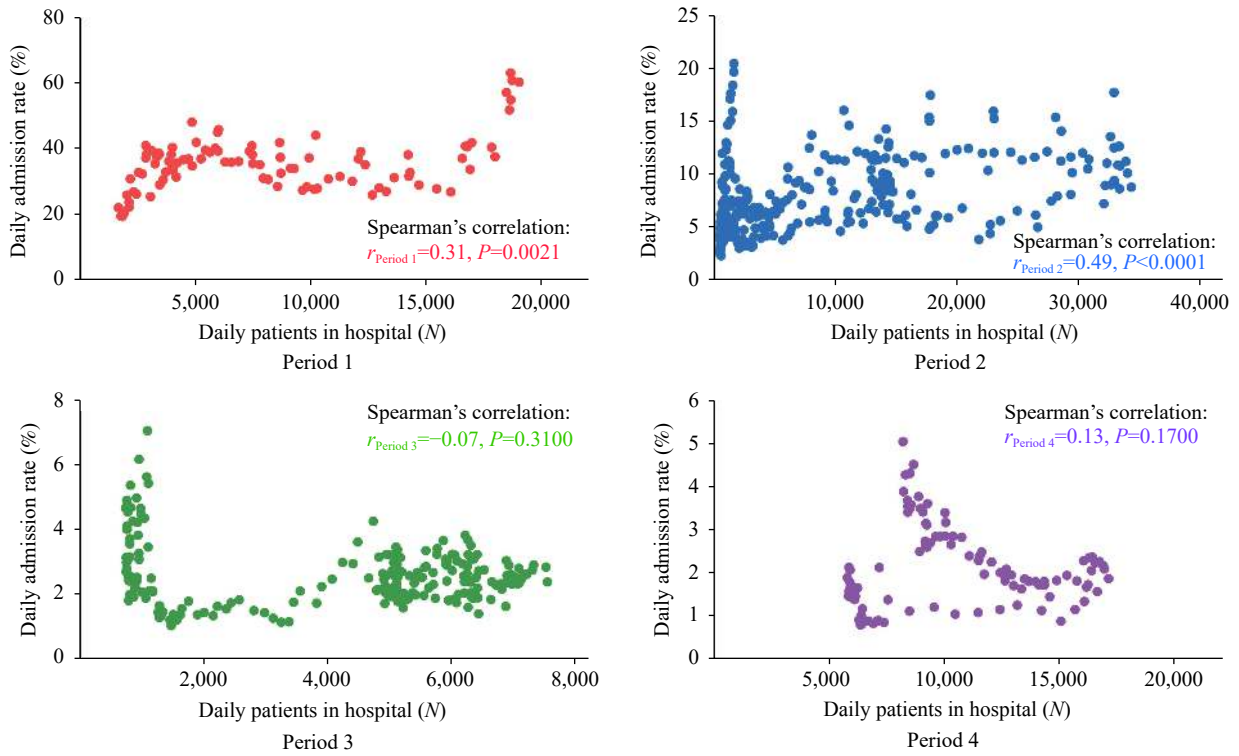 80
60
40
20
0
Daily admission rate (%)
Spearman's correlation:
rPeriod 1=0.31, P=0.0021
5,000 10,000 15,000 20,000
Daily patients in hospital (N)
Period 1
25
20
15
10
5
0
Daily admission rate (%)
Spearman's correlation:
rPeriod 2=0.49, P<0.0001
10,000 20,000 30,000 40,000
Daily patients in hospital (N)
Period 2
8
6
4
2
0
Daily admission rate (%)
Spearman's correlation:
rPeriod 3=−0.07, P=0.3100
2,000 4,000 6,000 8,000
Daily patients in hospital (N)
Period 3
6
5
4
3
2
1
0
Daily admission rate (%)
Spearman's correlation:
rPeriod 4=0.13, P=0.1700
5,000 10,000 15,000 20,000
Daily patients in hospital (N)
Period 4